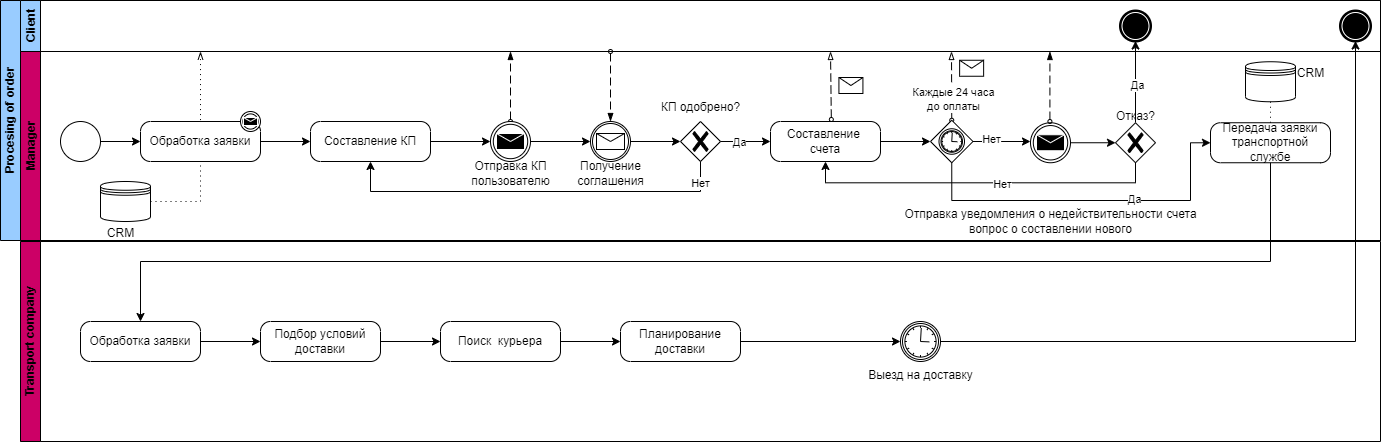 Procesing of order
Client
Manager
Transport company
Обработка заявки
CRM
Составление КП
Отправка КП
пользователю
Получение
соглашения
КП одобрено?
Да
Нет
Составление
счета
Каждые 24 часа
до оплаты
Нет
Да
Отказ?
Да
Нет
Отправка уведомления о недействительности счета
вопрос о составлении нового
CRM
Передача заявки
транспортной
службе
Обработка заявки
Подбор условий
доставки
Поиск курьера
Планирование
доставки
Выезд на доставку